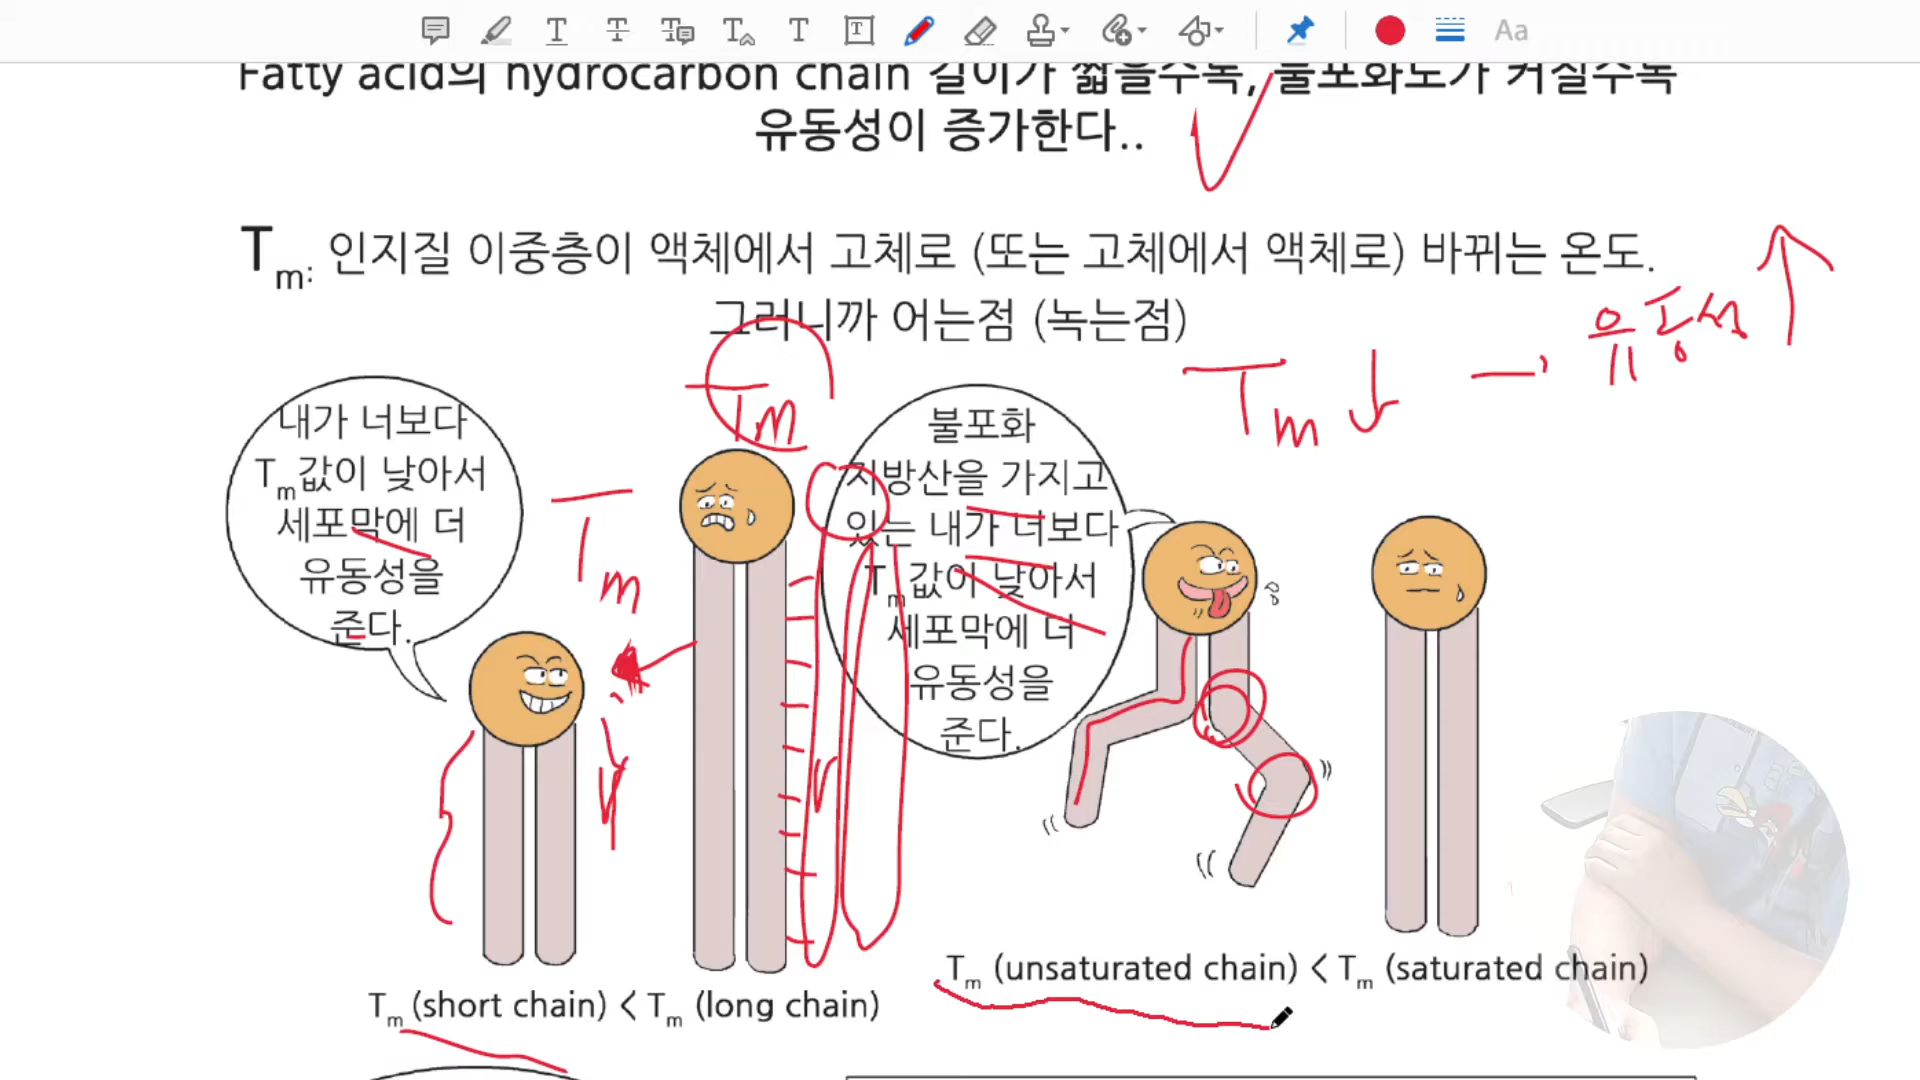 Fatty acid의 hydrocarbon chain 길이가 짧을수록, 불포화도가 커질수록
유동성이 증가한다..
Tm: 인지질 이중층이 액체에서 고체로 (또는 고체에서 액체로) 바뀌는 온도.
그러니까 어는점 (녹는점)
Tm ↓ → 유동성 ↑
Tm
Tm
내가 너보다
Tm값이 낮아서
세포막에 더
유동성을
준다.
불포화
지방산을 가지고
있는 내가 너보다
Tm값이 낮아서
세포막에 더
유동성을
준다.
Tm (short chain) < Tm (long chain)
Tm (unsaturated chain) < Tm (saturated chain)
T
T
T
T
T
Aa